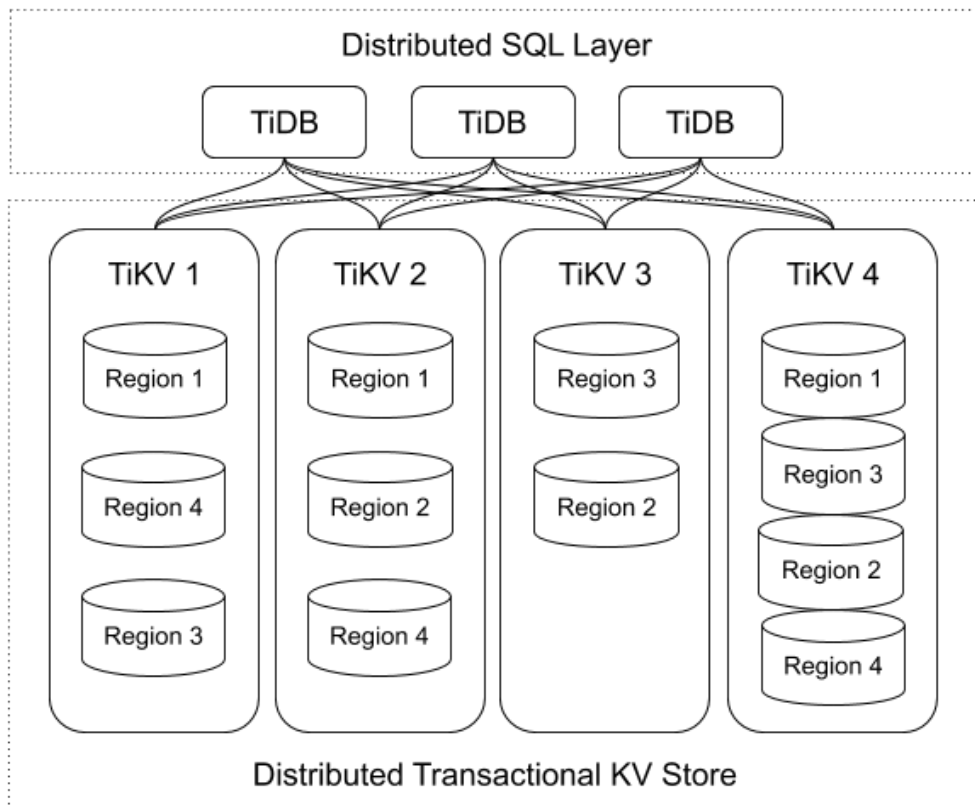 Distributed SQL Layer
TiDB
TiDB
TiDB
TiKV 1
Region 1
Region 4
Region 3
TiKV 2
Region 1
Region 2
Region 4
TiKV 3
Region 3
Region 2
TiKV 4
Region 1
Region 3
Region 2
Region 4
Distributed Transactional KV Store